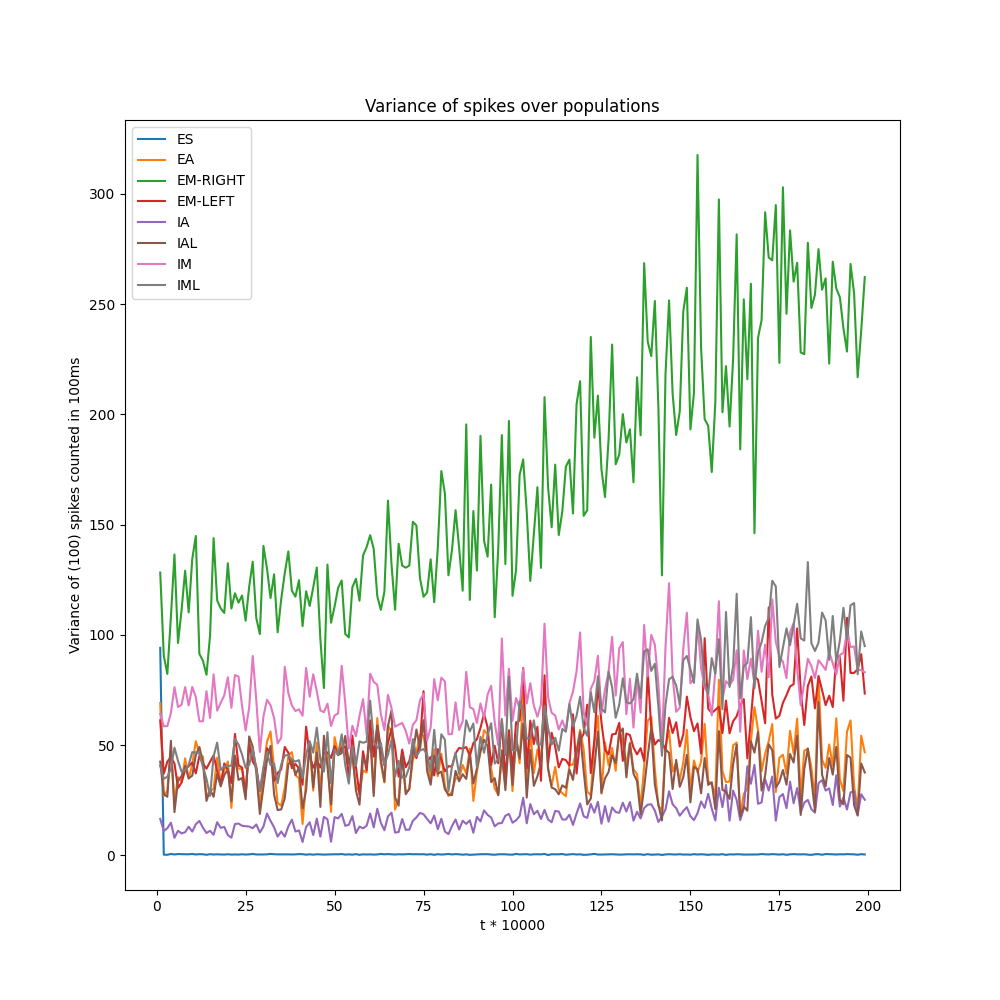 Variance of spikes over populations
ES
EA
EM-RIGHT
EM-LEFT
IA
IAL
IM
IML
Variance of (100) spikes counted in 100ms
300
250
200
150
100
50
0
0 25 50 75 100 125 150 175 200
t * 10000